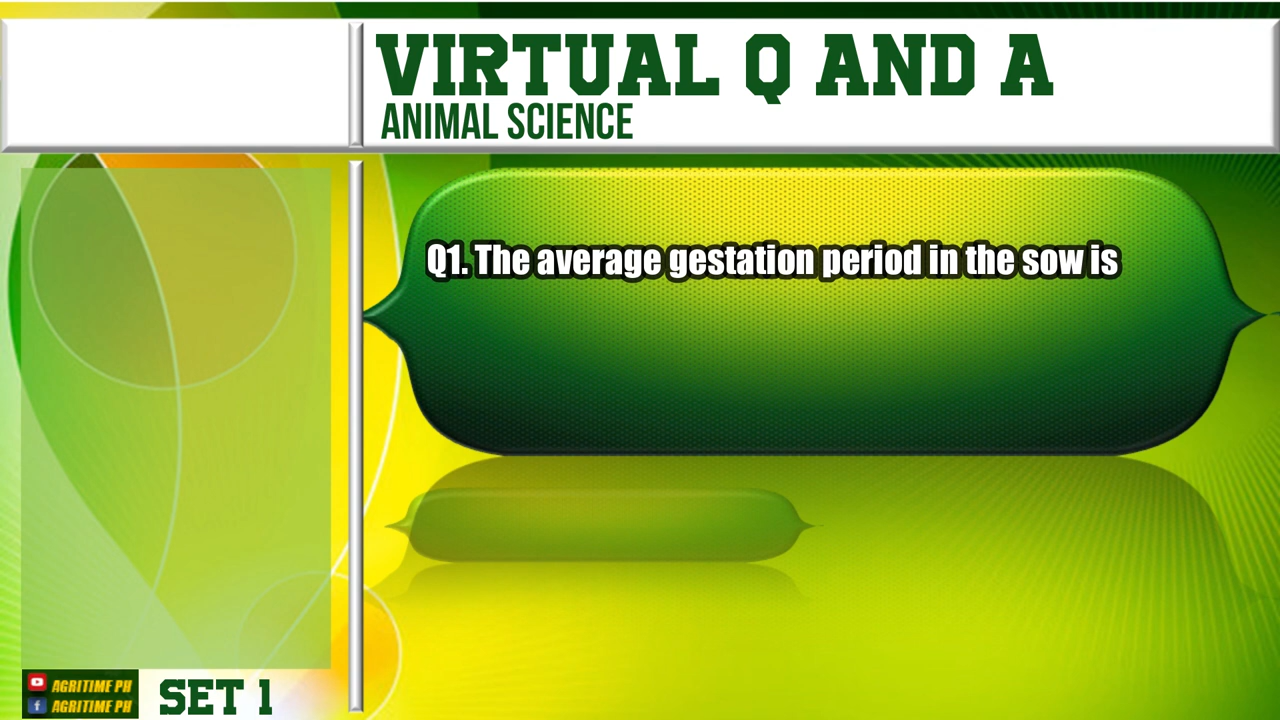 VIRTUAL Q AND A
ANIMAL SCIENCE
Q1. The average gestation period in the sow is
AGRITIME PH
AGRITIME PH
SET 1